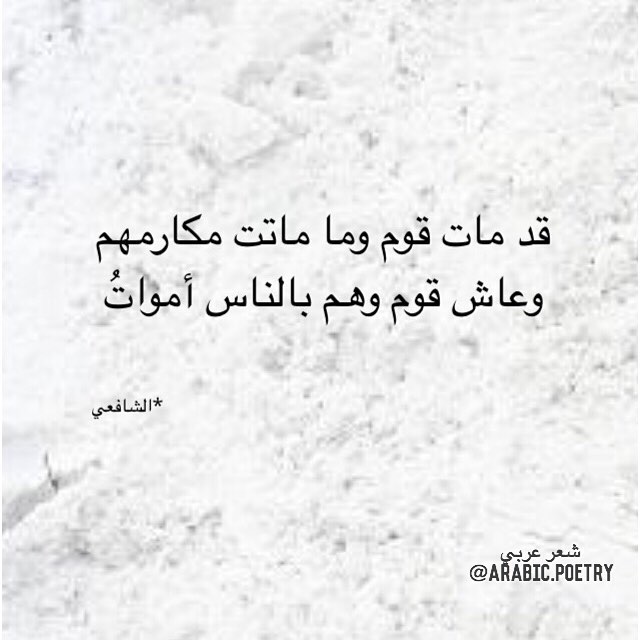 قد مات قوم وما ماتت مكارمهم
وعاش قوم وهم بالناس أمواتُ
*الشافعي
شعر عربي
@ARABIC.POETRY